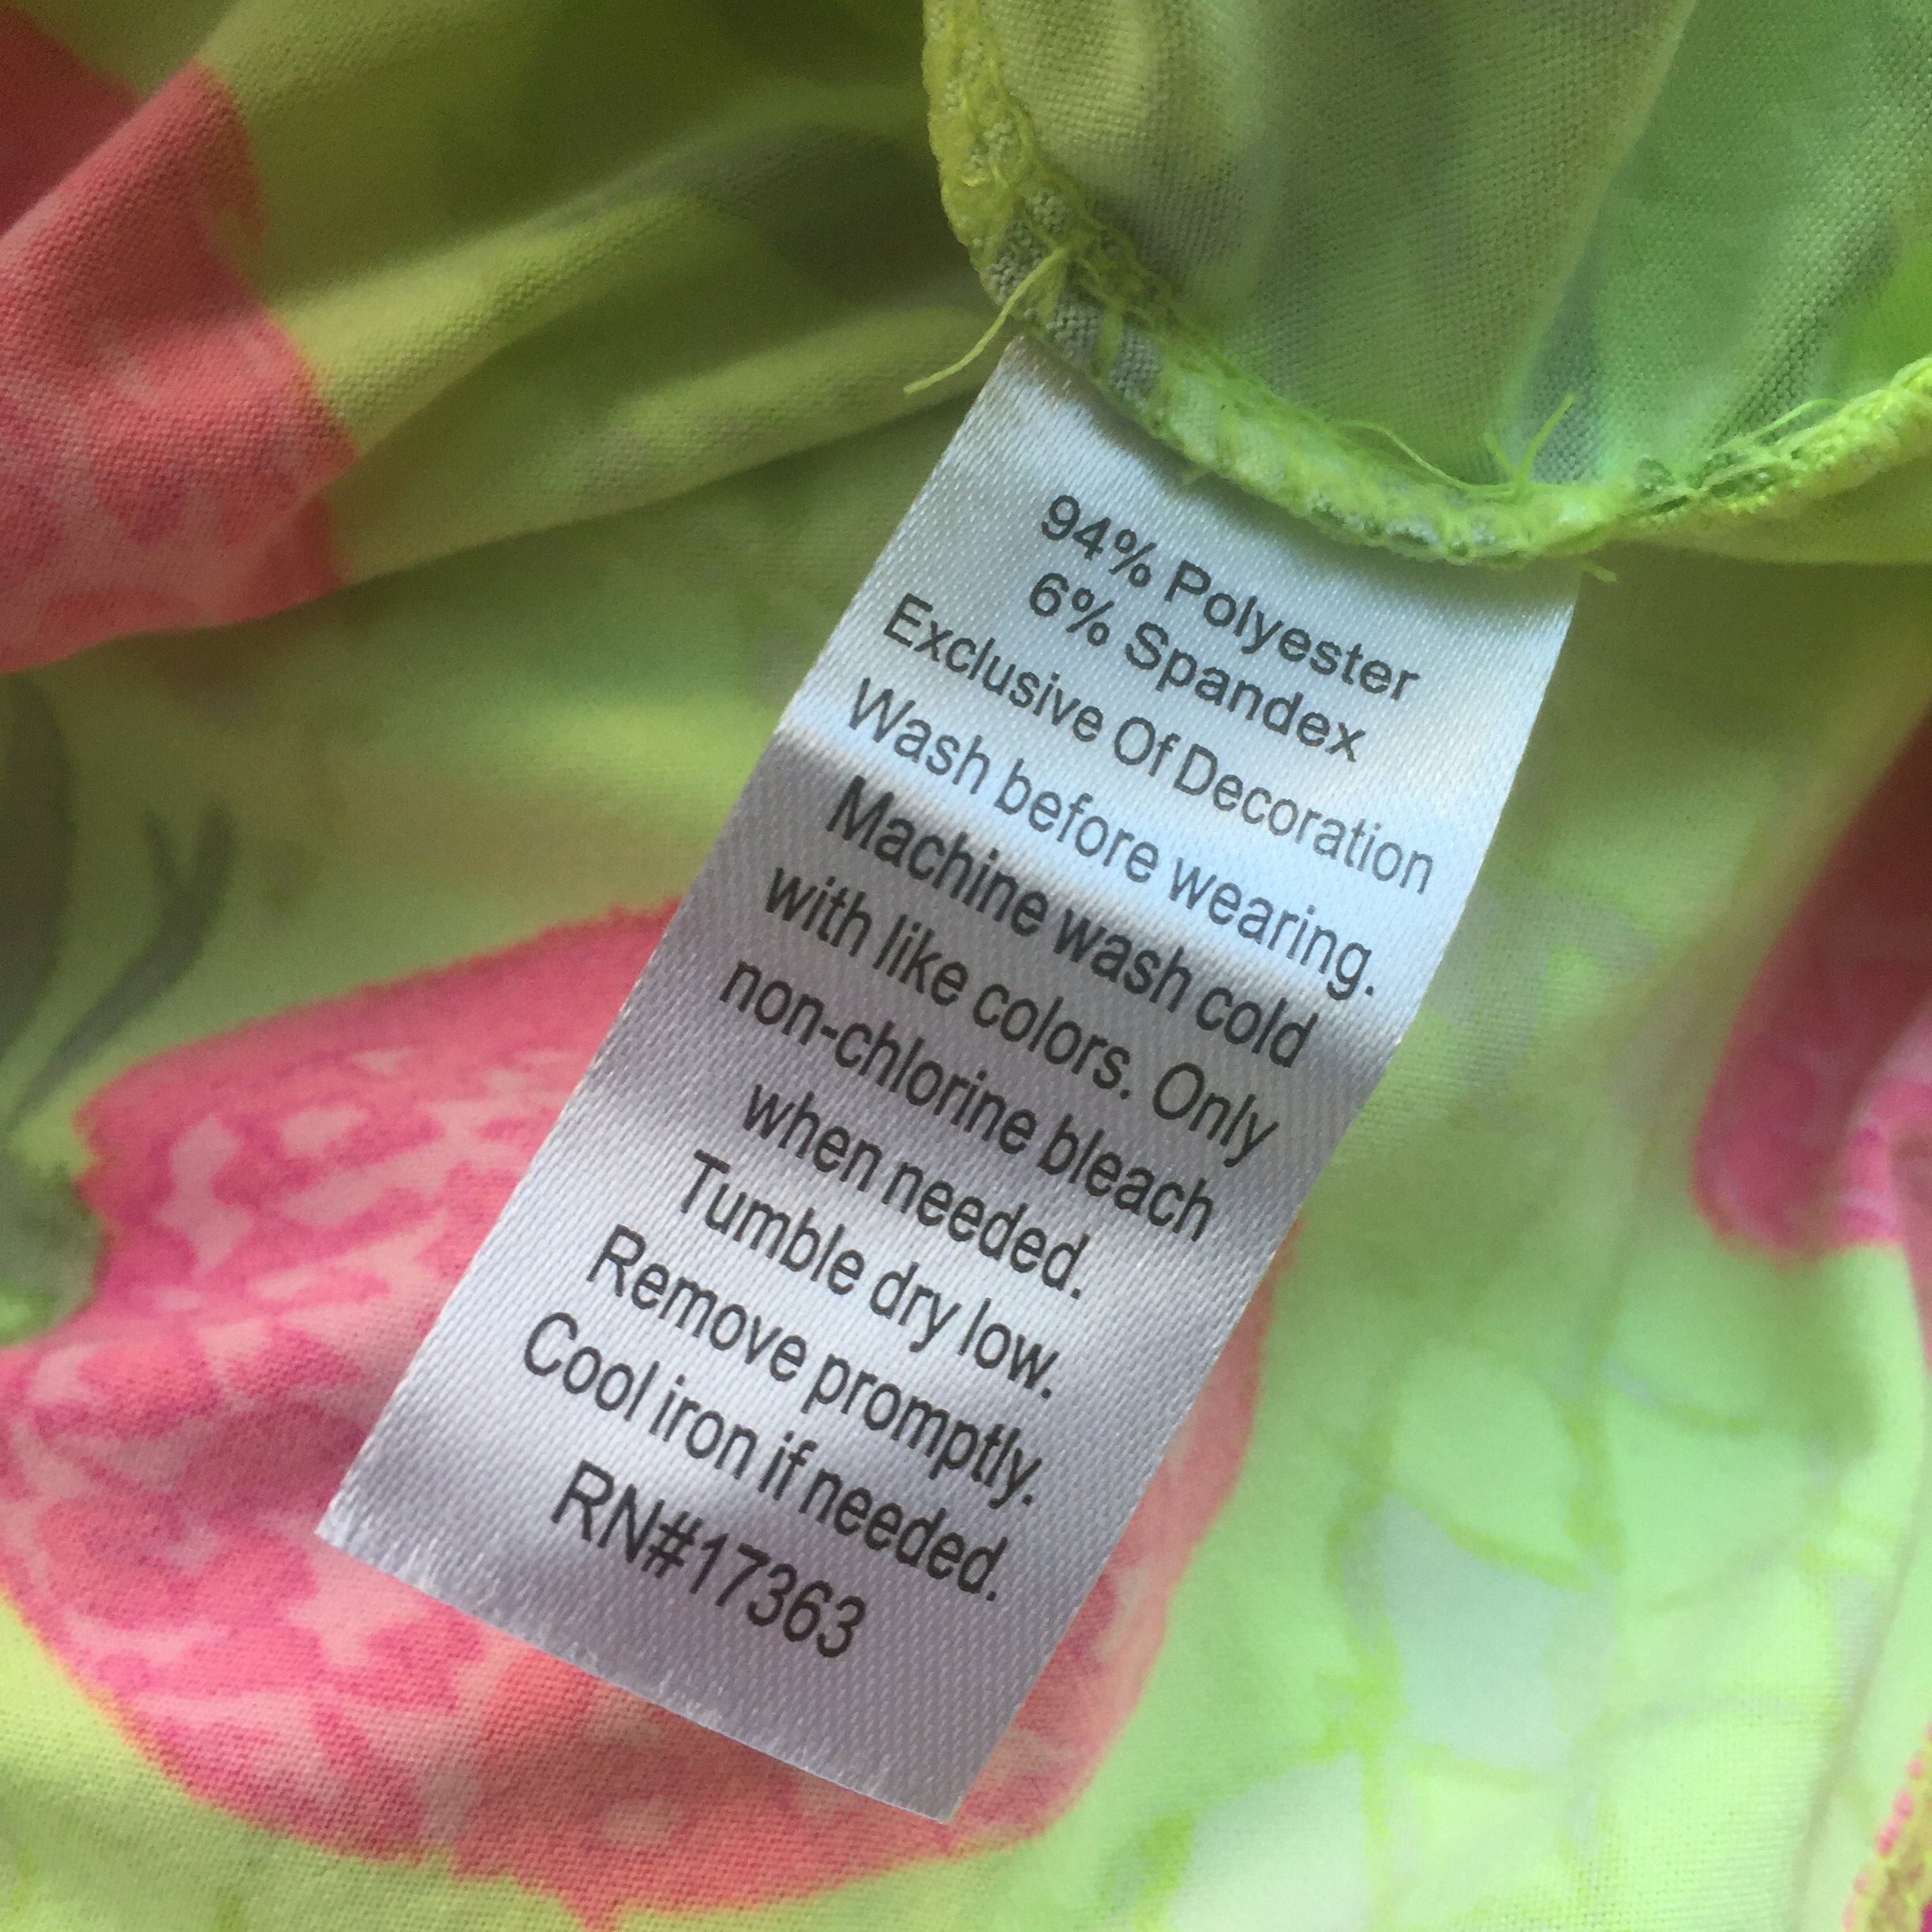 94% Polyester
6% Spandex
Exclusive Of Decoration
Wash before wearing.
Machine wash cold
with like colors. Only
non-chlorine bleach
when needed.
Tumble dry low.
Remove promptly.
Cool iron if needed.
RN#17363